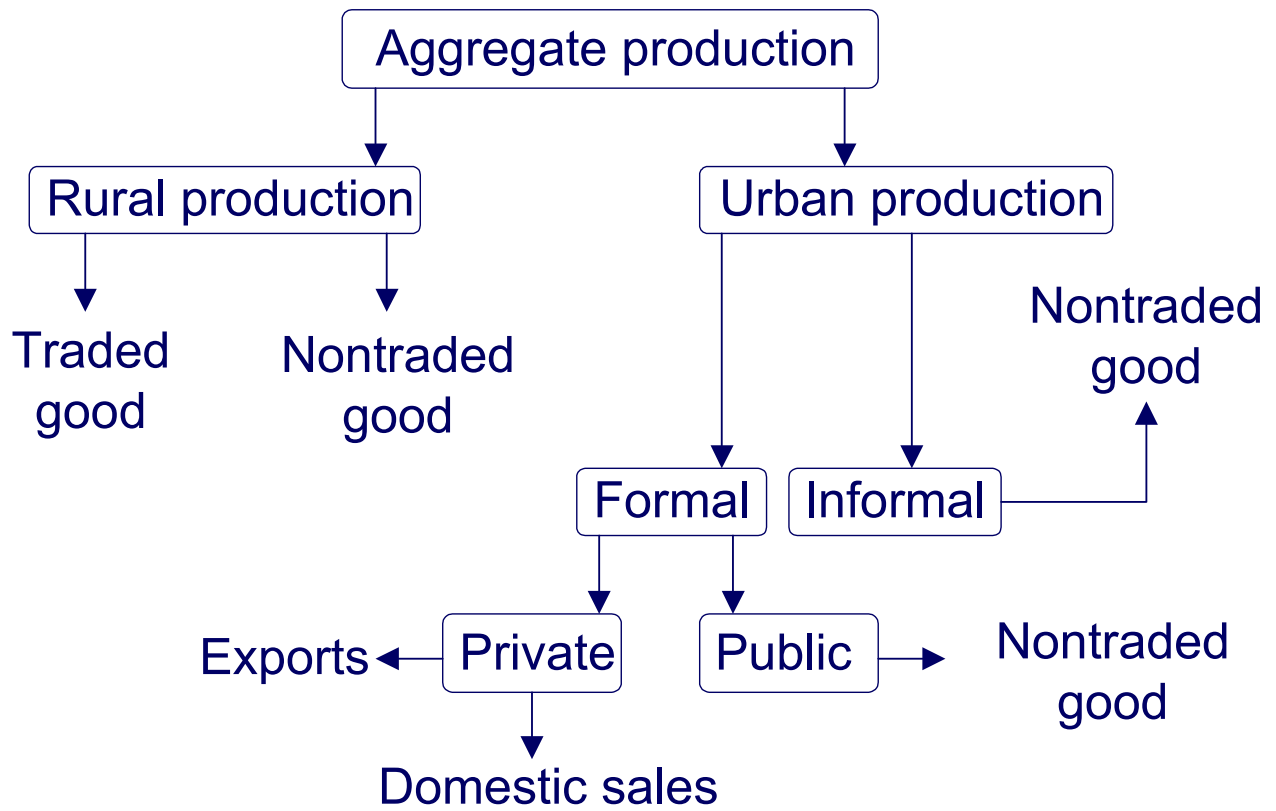 Aggregate production
Rural production
Urban production
Traded
good
Nontraded
good
Nontraded
good
Formal
Informal
Exports
Private
Public
Nontraded
good
Domestic sales